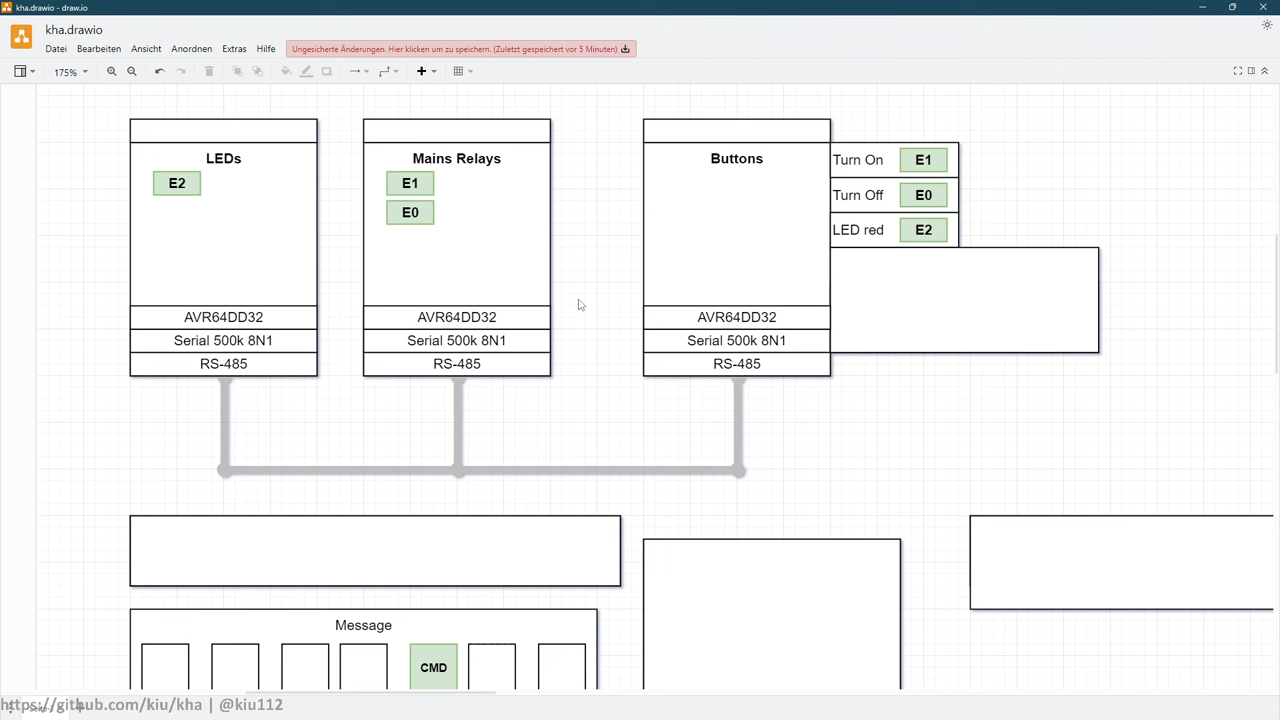 kha.drawio - draw.io
kha.drawio
Datei Bearbeiten Ansicht Anordnen Extras Hilfe
Ungesicherte Änderungen. Hier klicken um zu speichern. (Zuletzt gespeichert vor 5 Minuten)
175%
LEDs
E2
AVR64DD32
Serial 500k 8N1
RS-485
Mains Relays
E1
E0
AVR64DD32
Serial 500k 8N1
RS-485
Buttons
AVR64DD32
Serial 500k 8N1
RS-485
Turn On E1
Turn Off E0
LED red E2
Message
CMD
https://github.com/kiu/kha | @kiu112